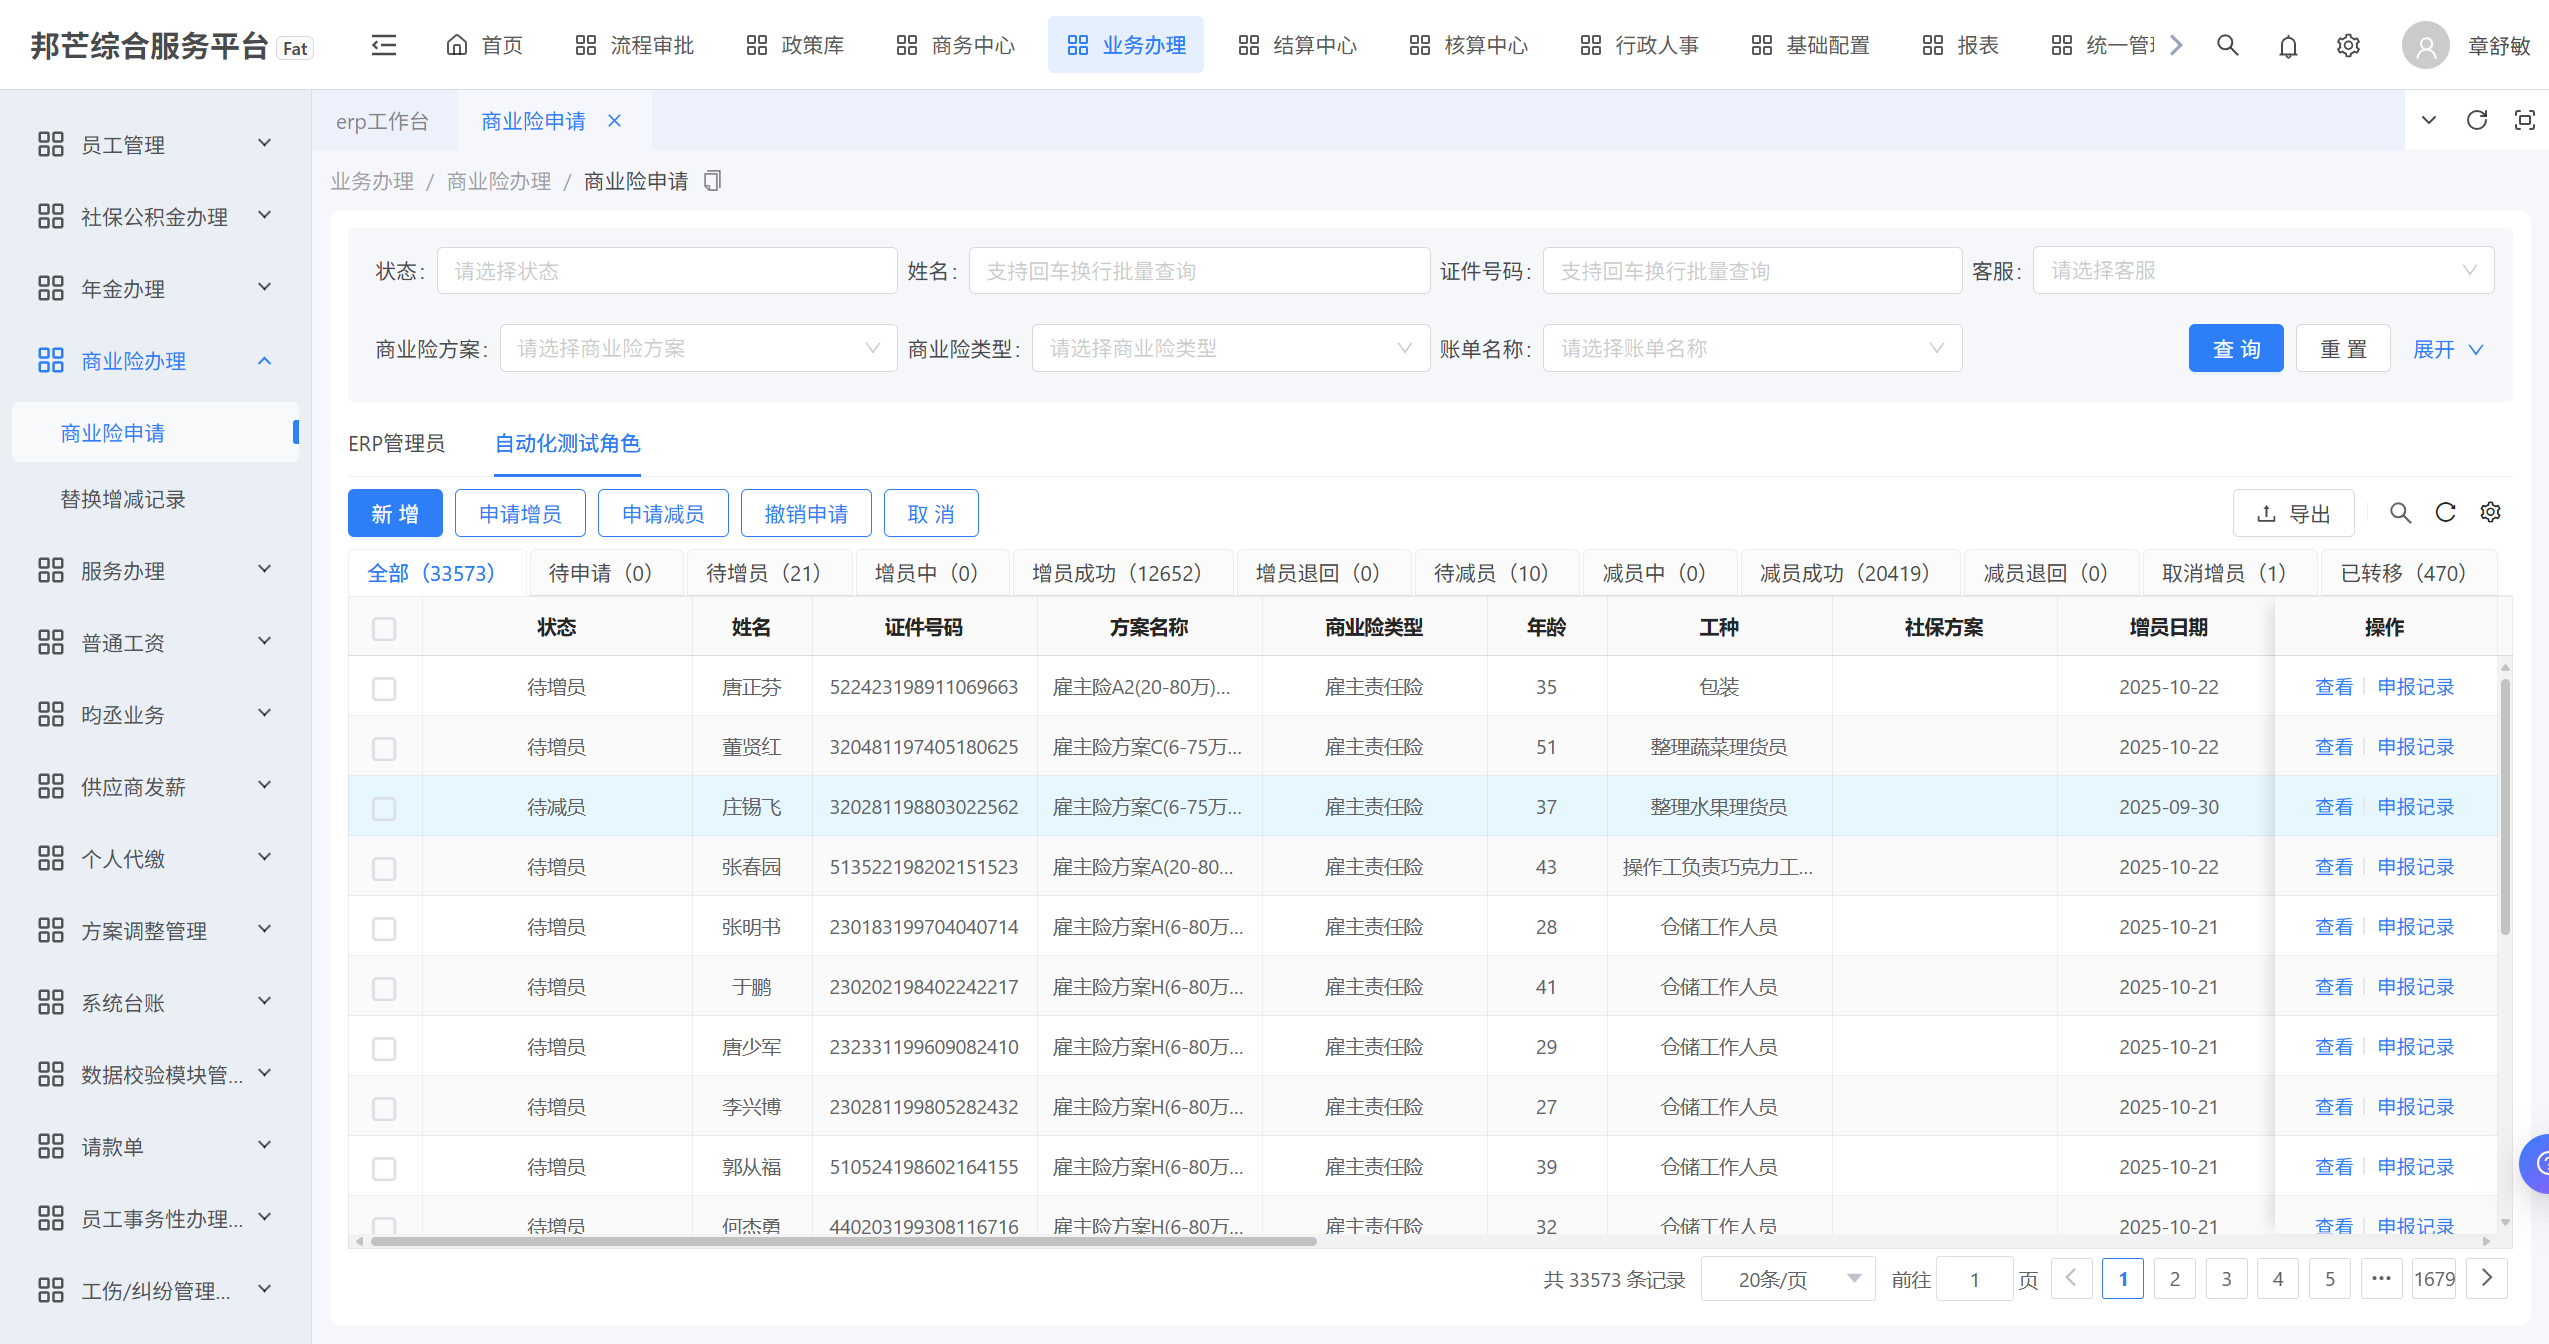 邦芒综合服务平台 Fat 首页 流程审批 政策库 商务中心 业务办理 结算中心 核算中心 行政人事 基础配置 报表 统一管 章舒敏
员工管理
社保公积金办理
年金办理
商业险办理
商业险申请
替换增减记录
服务办理
普通工资
昀丞业务
供应商发薪
个人代缴
方案调整管理
系统台账
数据校验模块管...
请款单
员工事务性办理...
工伤/纠纷管理...
erp工作台 商业险申请
业务办理 / 商业险办理 / 商业险申请
状态: 请选择状态 姓名: 支持回车换行批量查询 证件号码: 支持回车换行批量查询 客服: 请选择客服
商业险方案: 请选择商业险方案 商业险类型: 请选择商业险类型 账单名称: 请选择账单名称 查 询 重 置 展开
ERP管理员 自动化测试角色
新 增 申请增员 申请减员 撤销申请 取 消 导出
全部（33573） 待申请（0） 待增员（21） 增员中（0） 增员成功（12652） 增员退回（0） 待减员（10） 减员中（0） 减员成功（20419） 减员退回（0） 取消增员（1） 已转移（470）
状态 姓名 证件号码 方案名称 商业险类型 年龄 工种 社保方案 增员日期 操作
待增员 唐正芬 522423198911069663 雇主险A2(20-80万)... 雇主责任险 35 包装 2025-10-22 查看 申报记录
待增员 董贤红 320481197405180625 雇主险方案C(6-75万... 雇主责任险 51 整理蔬菜理货员 2025-10-22 查看 申报记录
待减员 庄锡飞 320281198803022562 雇主险方案C(6-75万... 雇主责任险 37 整理水果理货员 2025-09-30 查看 申报记录
待增员 张春园 513522198202151523 雇主险方案A(20-80... 雇主责任险 43 操作工负责巧克力工... 2025-10-22 查看 申报记录
待增员 张明书 230183199704040714 雇主险方案H(6-80万... 雇主责任险 28 仓储工作人员 2025-10-21 查看 申报记录
待增员 于鹏 230202198402242217 雇主险方案H(6-80万... 雇主责任险 41 仓储工作人员 2025-10-21 查看 申报记录
待增员 唐少军 232331199609082410 雇主险方案H(6-80万... 雇主责任险 29 仓储工作人员 2025-10-21 查看 申报记录
待增员 李兴博 230281199805282432 雇主险方案H(6-80万... 雇主责任险 27 仓储工作人员 2025-10-21 查看 申报记录
待增员 郭从福 510524198602164155 雇主险方案H(6-80万... 雇主责任险 39 仓储工作人员 2025-10-21 查看 申报记录
待增员 何杰勇 440203199308116716 雇主险方案H(6-80万... 雇主责任险 32 仓储工作人员 2025-10-21 查看 申报记录
共 33573 条记录 20条/页 前往 1 页 1 2 3 4 5 ••• 1679